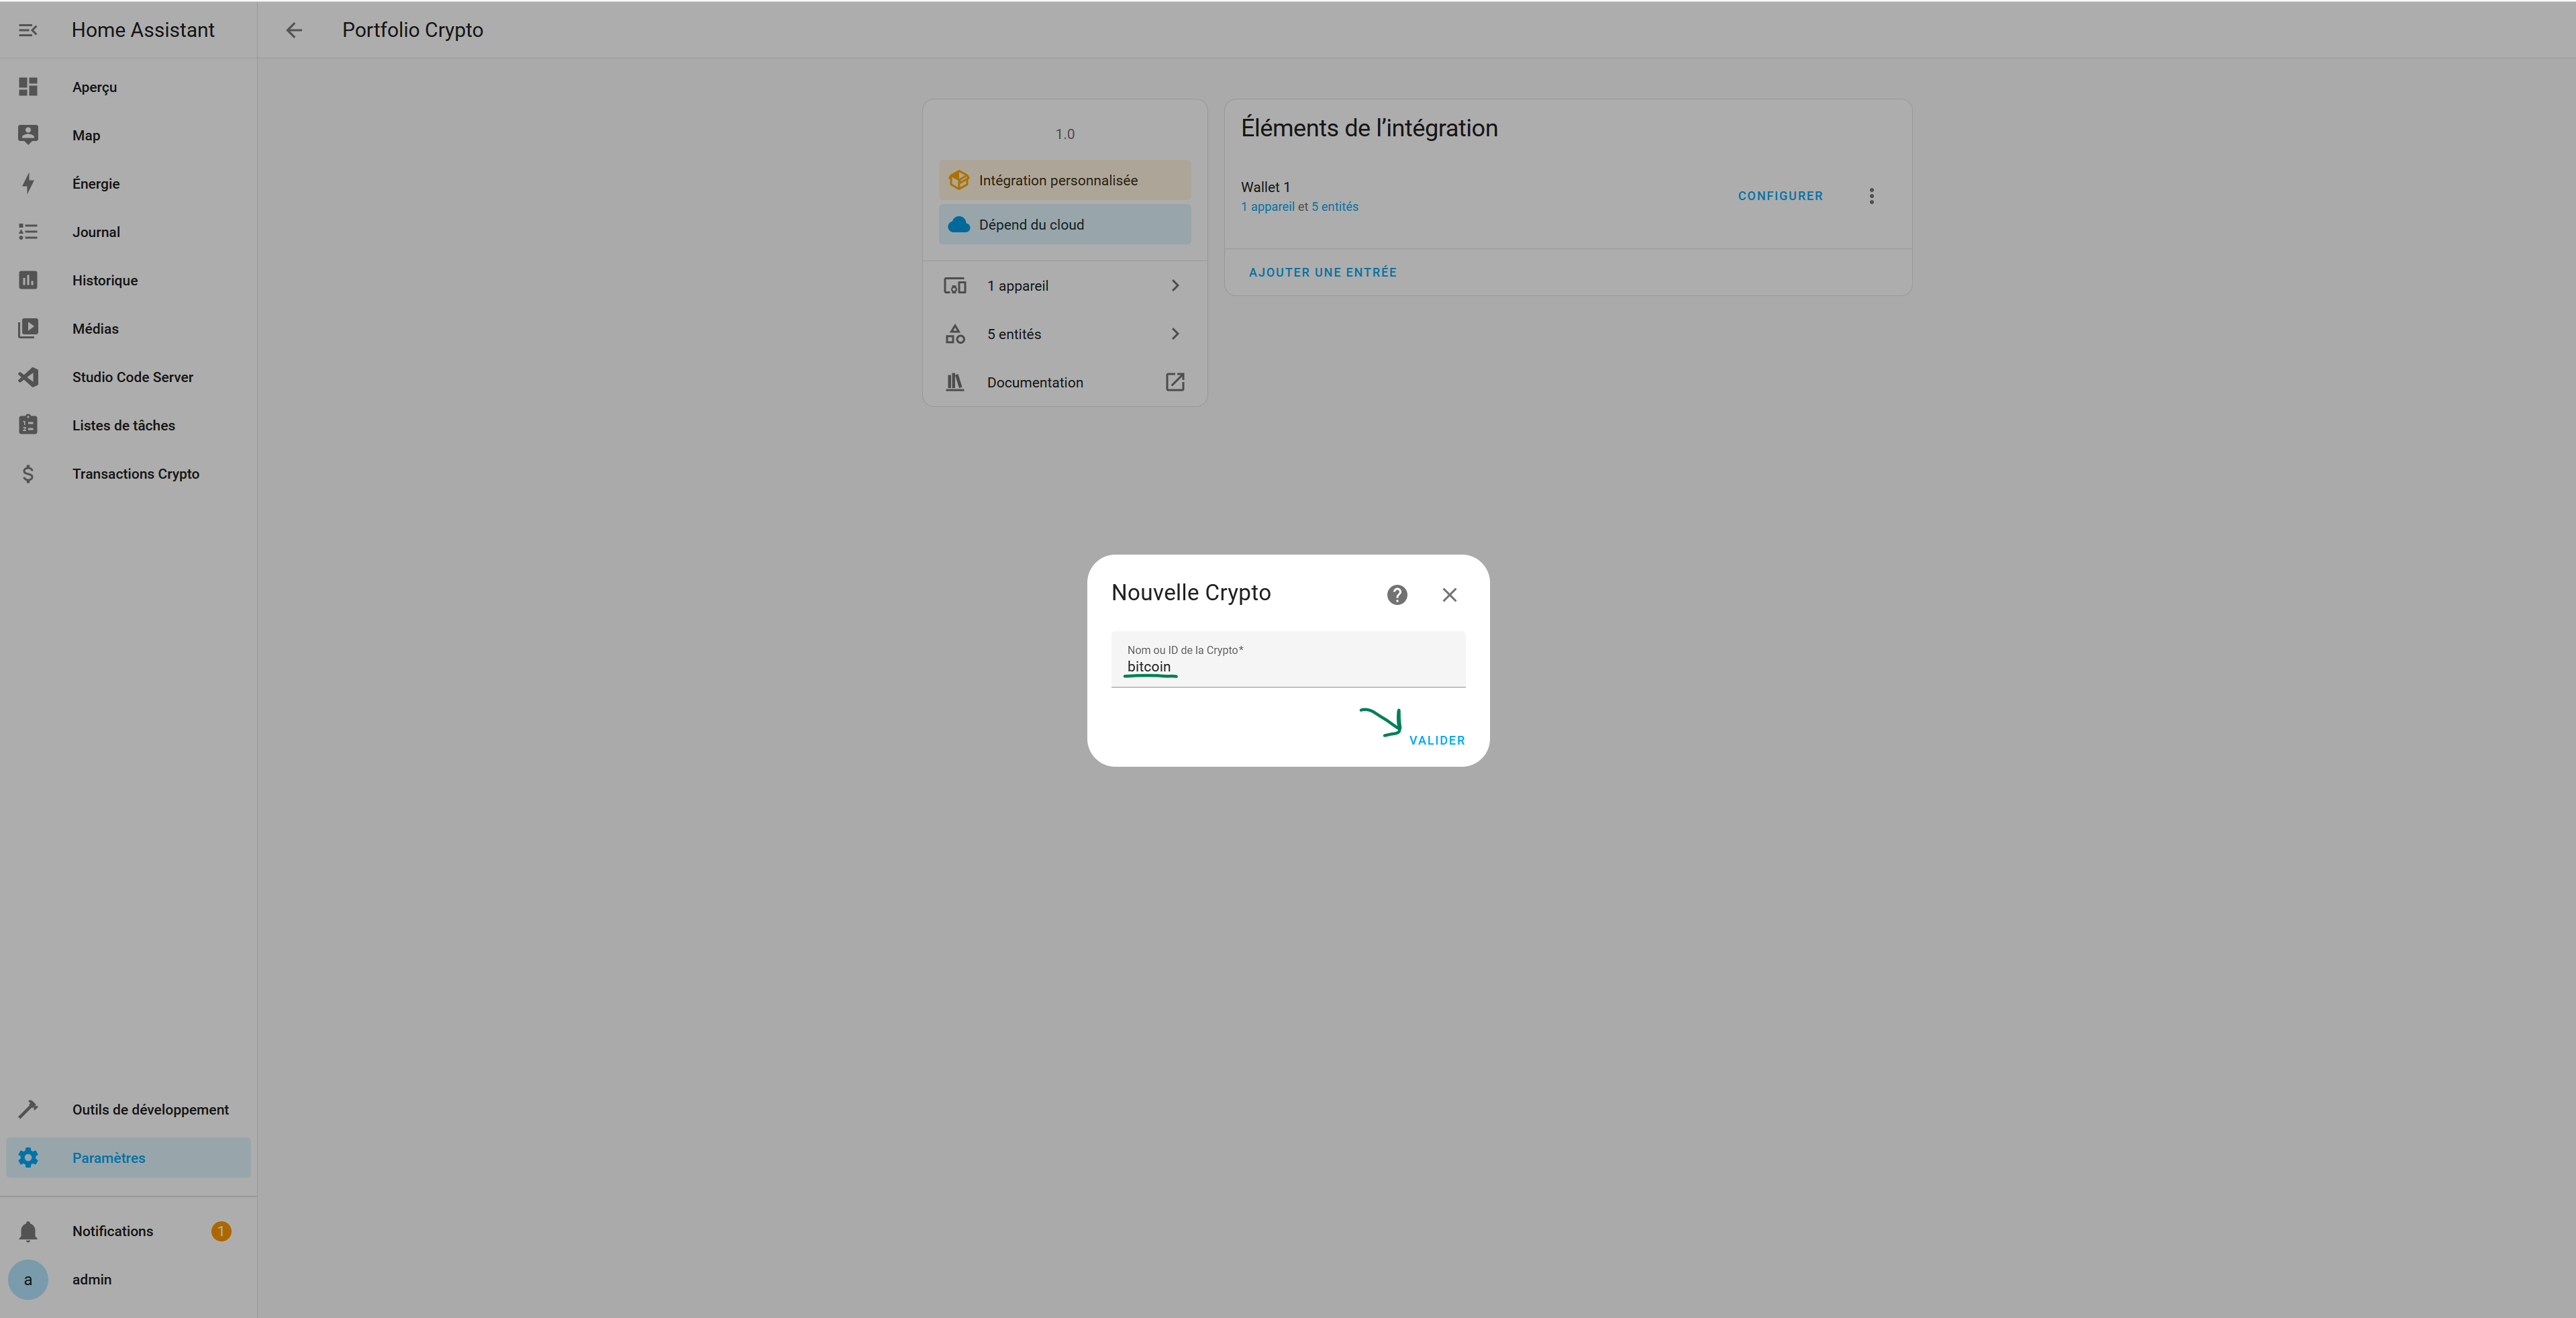 Home Assistant
Portfolio Crypto
Aperçu
Map
Énergie
Journal
Historique
Médias
Studio Code Server
Listes de tâches
Transactions Crypto
Outils de développement
Paramètres
Notifications 1
a admin
1.0
Intégration personnalisée
Dépend du cloud
1 appareil
5 entités
Documentation
Éléments de l’intégration
Wallet 1
1 appareil et 5 entités
CONFIGURER
AJOUTER UNE ENTRÉE
Nouvelle Crypto
Nom ou ID de la Crypto*
bitcoin
VALIDER